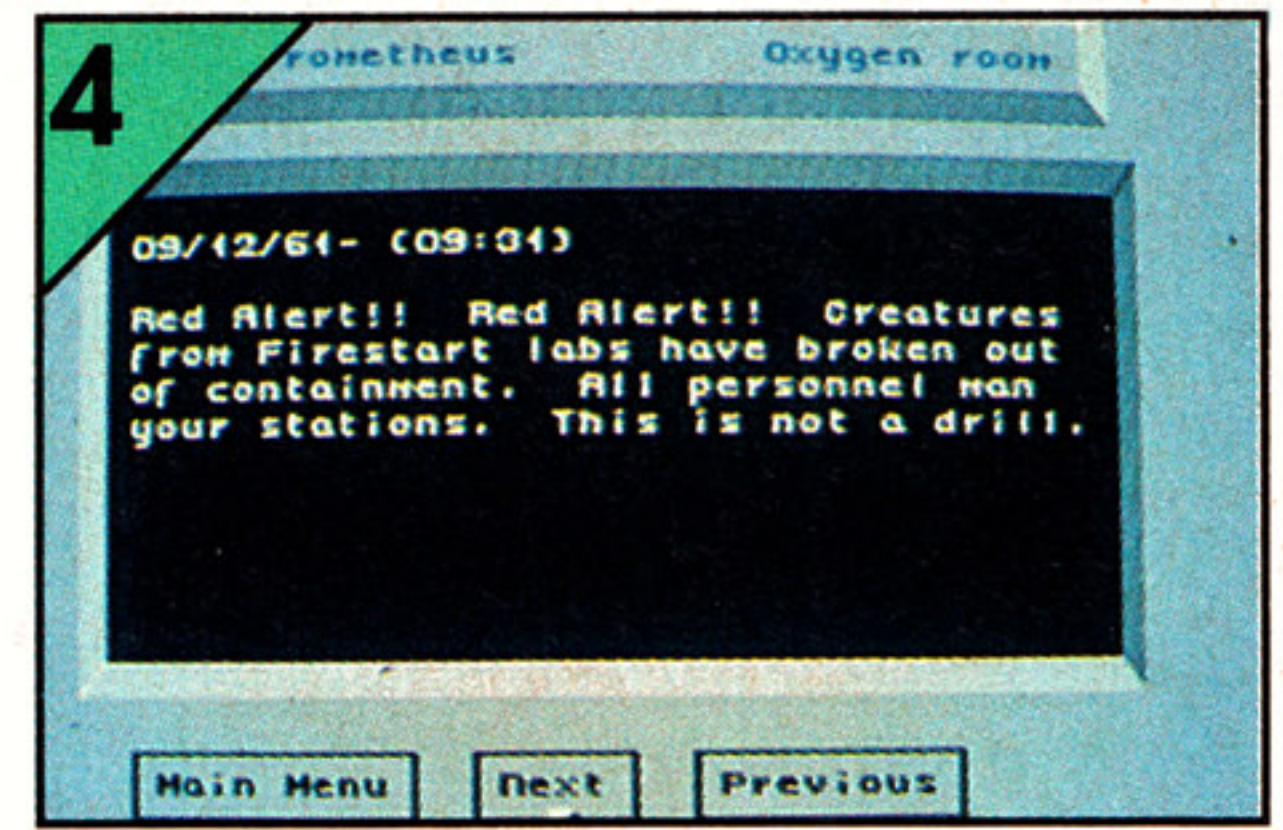 4
rometheus Oxygen room
09/12/61- (09:31)
Red Alert!! Red Alert!! Creatures
from Firestart labs have broken out
of containment. All personnel man
your stations. This is not a drill.
Main Menu Next Previous